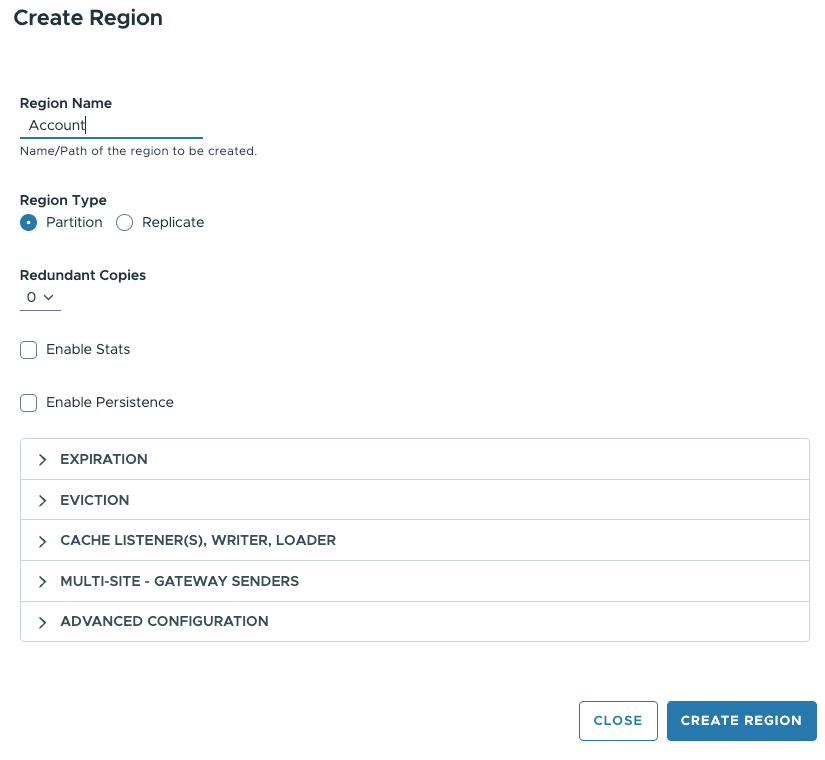 Create Region
Region Name
Account
Name/Path of the region to be created.
Region Type
Partition Replicate
Redundant Copies
0
Enable Stats
Enable Persistence
EXPIRATION
EVICTION
CACHE LISTENER(S), WRITER, LOADER
MULTI-SITE - GATEWAY SENDERS
ADVANCED CONFIGURATION
CLOSE CREATE REGION